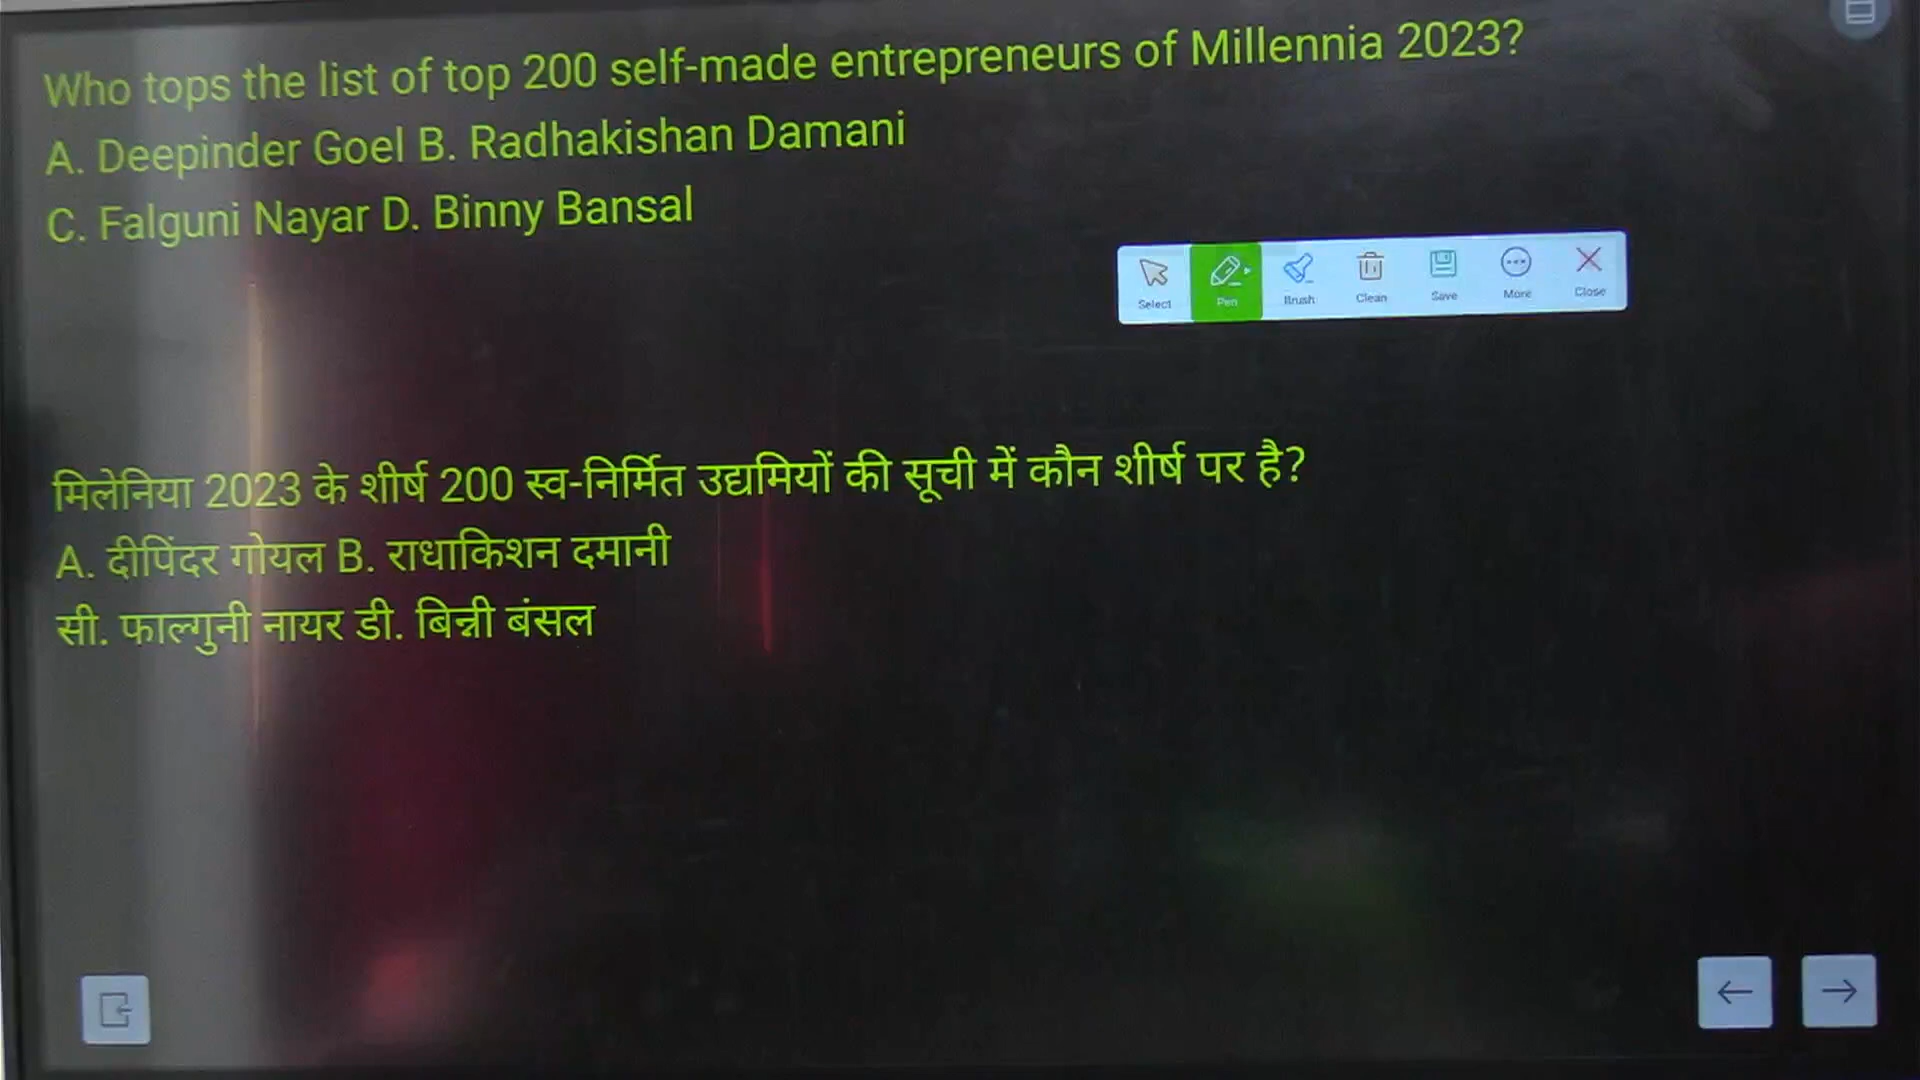 Who tops the list of top 200 self-made entrepreneurs of Millennia 2023?
A. Deepinder Goel B. Radhakishan Damani
C. Falguni Nayar D. Binny Bansal
Select Pen Brush Clean Save More Close
मिलेनिया 2023 के शीर्ष 200 स्व-निर्मित उद्यमियों की सूची में कौन शीर्ष पर है?
A. दीपिंदर गोयल B. राधाकिशन दमानी
सी. फाल्गुनी नायर डी. बिन्नी बंसल